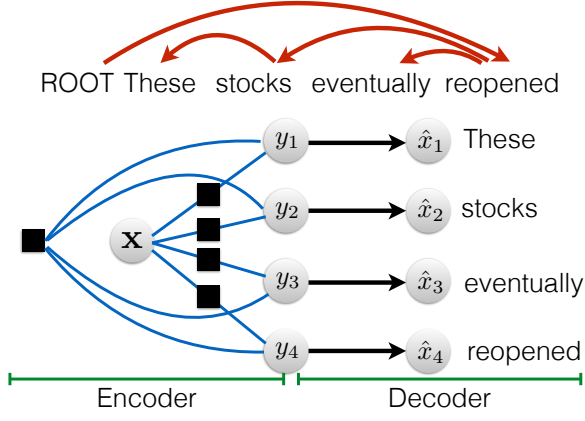 ROOT These stocks eventually reopened
y₁ x̂₁ These
y₂ x̂₂ stocks
x
y₃ x̂₃ eventually
y₄ x̂₄ reopened
Encoder Decoder